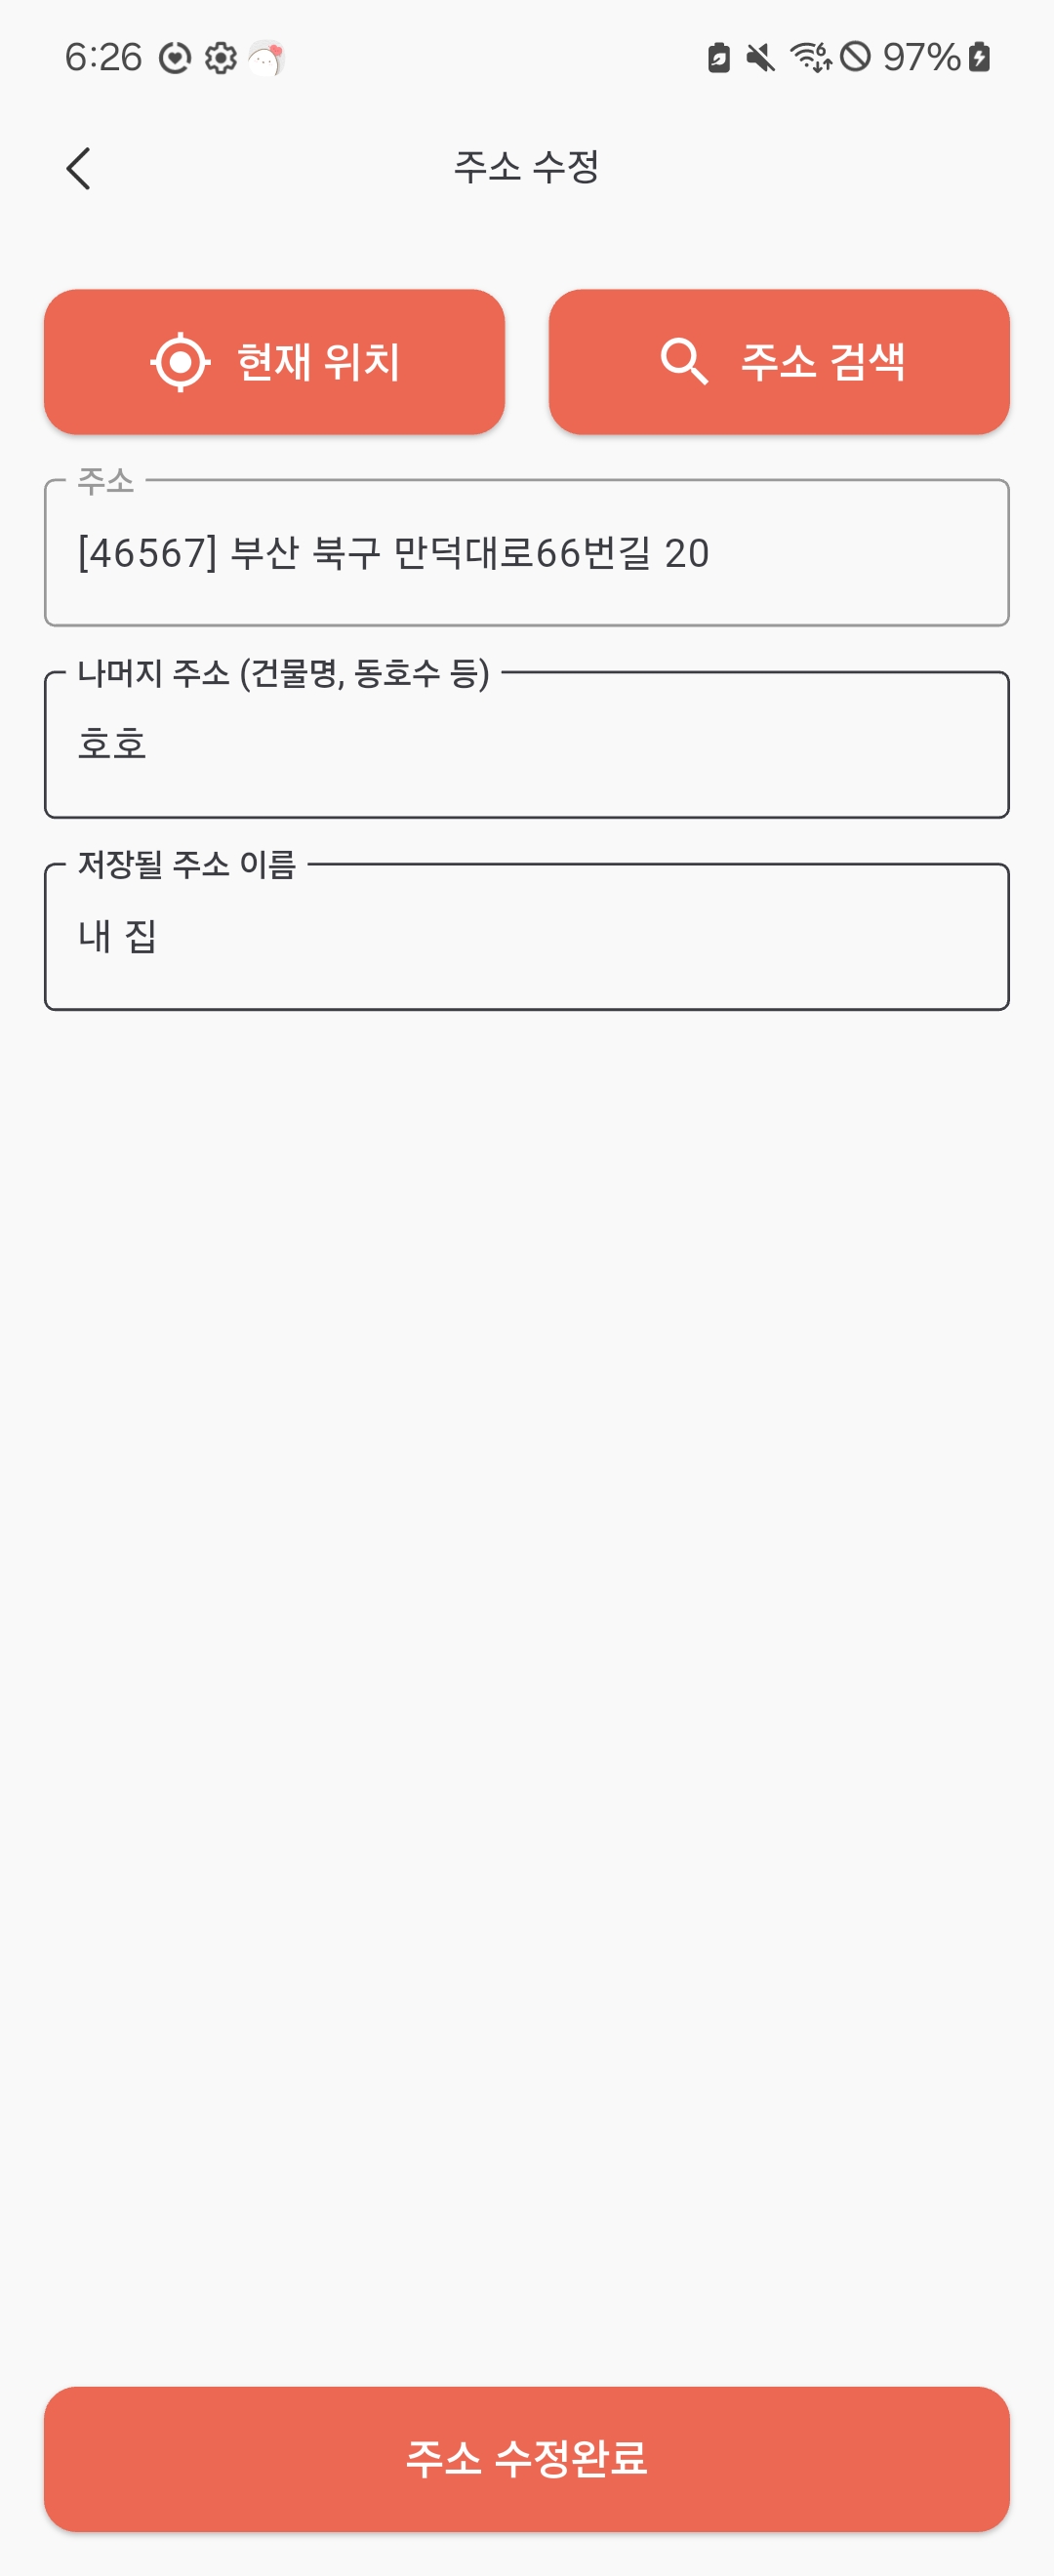 6:26 97%
주소 수정
현재 위치 주소 검색
주소
[46567] 부산 북구 만덕대로66번길 20
나머지 주소 (건물명, 동호수 등)
호호
저장될 주소 이름
내 집
주소 수정완료